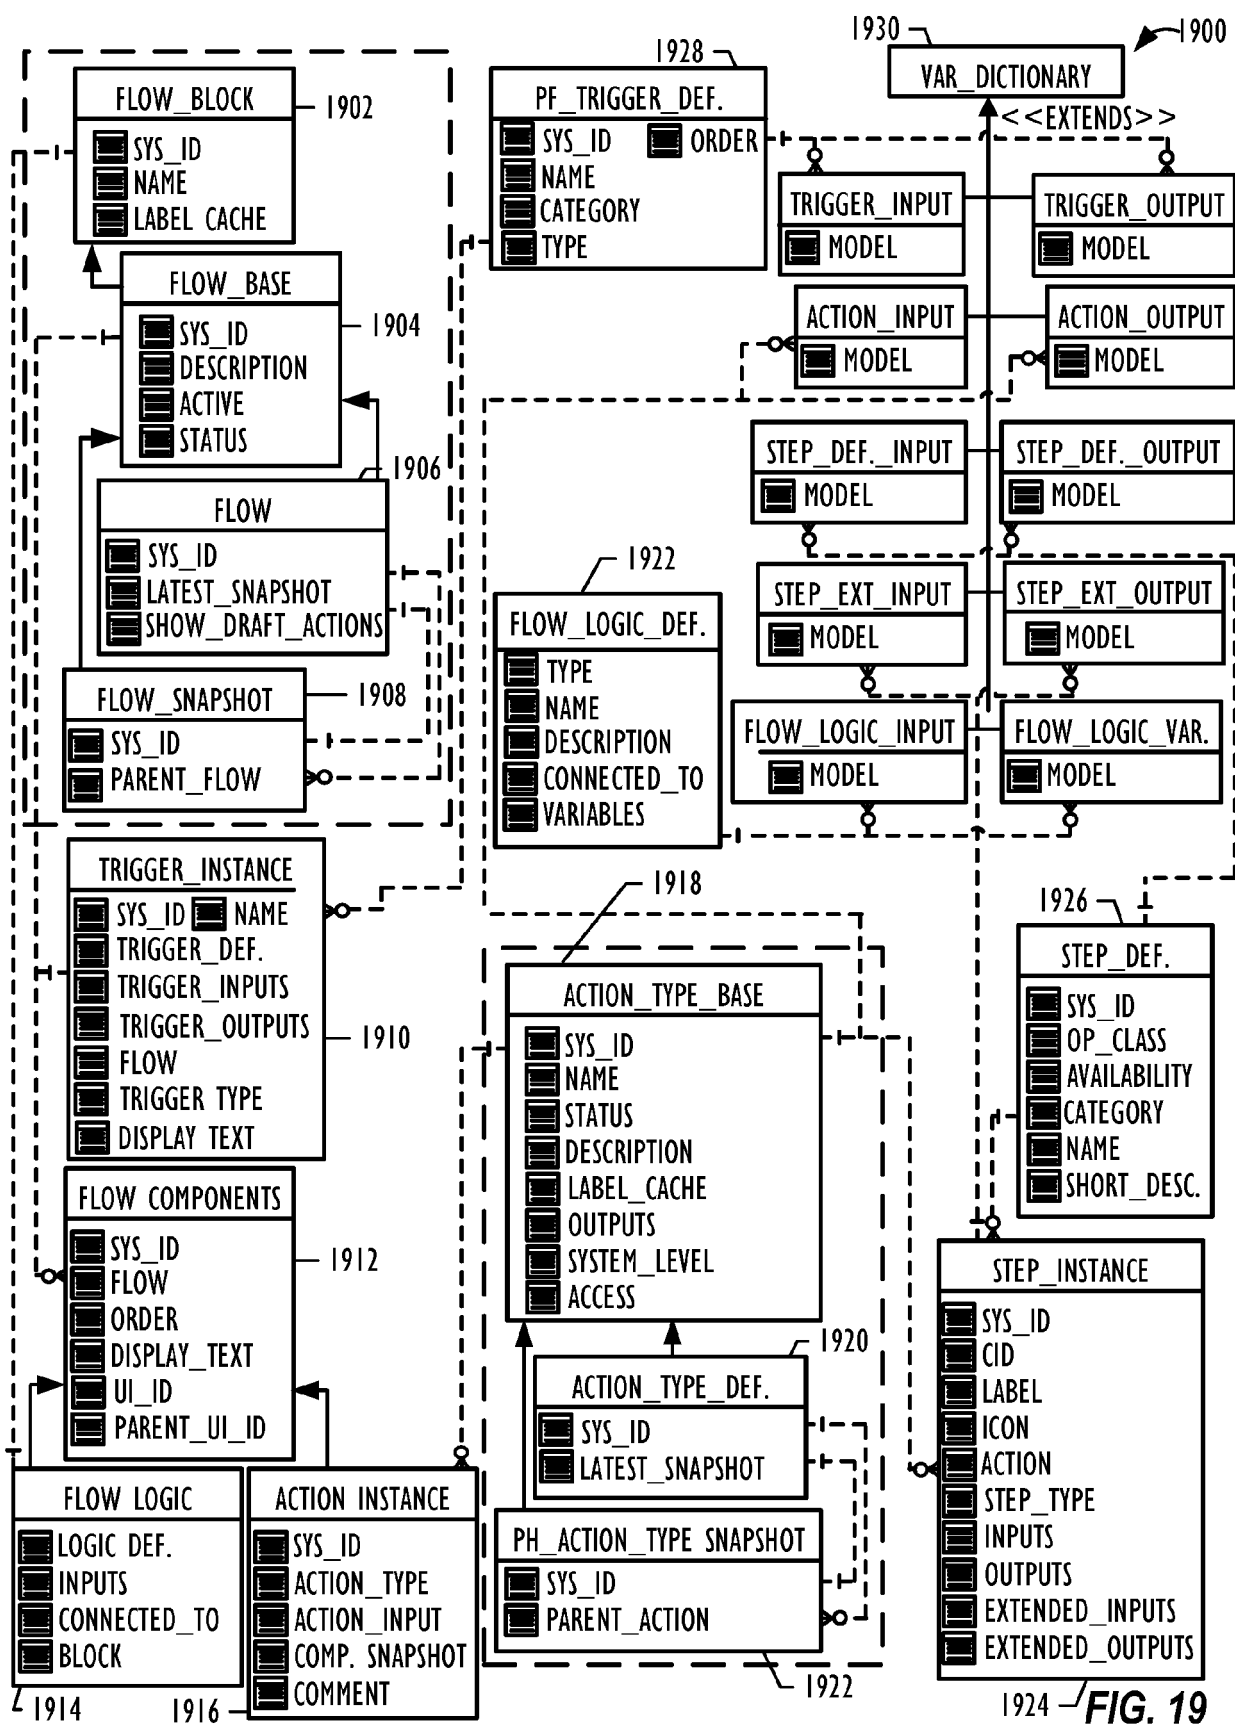 1900
FLOW_BLOCK
1902
SYS_ID
NAME
LABEL CACHE
FLOW_BASE
1904
SYS_ID
DESCRIPTION
ACTIVE
STATUS
1906
FLOW
SYS_ID
LATEST_SNAPSHOT
SHOW_DRAFT_ACTIONS
FLOW_SNAPSHOT
1908
SYS_ID
PARENT_FLOW
TRIGGER_INSTANCE
SYS_ID NAME
TRIGGER_DEF.
TRIGGER_INPUTS
TRIGGER_OUTPUTS
1910
FLOW
TRIGGER TYPE
DISPLAY TEXT
FLOW COMPONENTS
1912
SYS_ID
FLOW
ORDER
DISPLAY_TEXT
UI_ID
PARENT_UI_ID
FLOW LOGIC
LOGIC DEF.
INPUTS
CONNECTED_TO
BLOCK
1914
ACTION INSTANCE
SYS_ID
ACTION_TYPE
ACTION_INPUT
COMP. SNAPSHOT
COMMENT
1916
1928
PF_TRIGGER_DEF.
SYS_ID ORDER
NAME
CATEGORY
TYPE
1930
VAR_DICTIONARY
<<EXTENDS>>
TRIGGER_INPUT
MODEL
TRIGGER_OUTPUT
MODEL
ACTION_INPUT
MODEL
ACTION_OUTPUT
MODEL
STEP_DEF._INPUT
MODEL
STEP_DEF._OUTPUT
MODEL
STEP_EXT_INPUT
MODEL
STEP_EXT_OUTPUT
MODEL
FLOW_LOGIC_INPUT
MODEL
FLOW_LOGIC_VAR.
MODEL
1922
FLOW_LOGIC_DEF.
TYPE
NAME
DESCRIPTION
CONNECTED_TO
VARIABLES
1918
ACTION_TYPE_BASE
SYS_ID
NAME
STATUS
DESCRIPTION
LABEL_CACHE
OUTPUTS
SYSTEM_LEVEL
ACCESS
1920
ACTION_TYPE_DEF.
SYS_ID
LATEST_SNAPSHOT
PH_ACTION_TYPE SNAPSHOT
SYS_ID
PARENT_ACTION
1922
1926
STEP_DEF.
SYS_ID
OP_CLASS
AVAILABILITY
CATEGORY
NAME
SHORT_DESC.
STEP_INSTANCE
SYS_ID
CID
LABEL
ICON
ACTION
STEP_TYPE
INPUTS
OUTPUTS
EXTENDED_INPUTS
EXTENDED_OUTPUTS
1924
FIG. 19